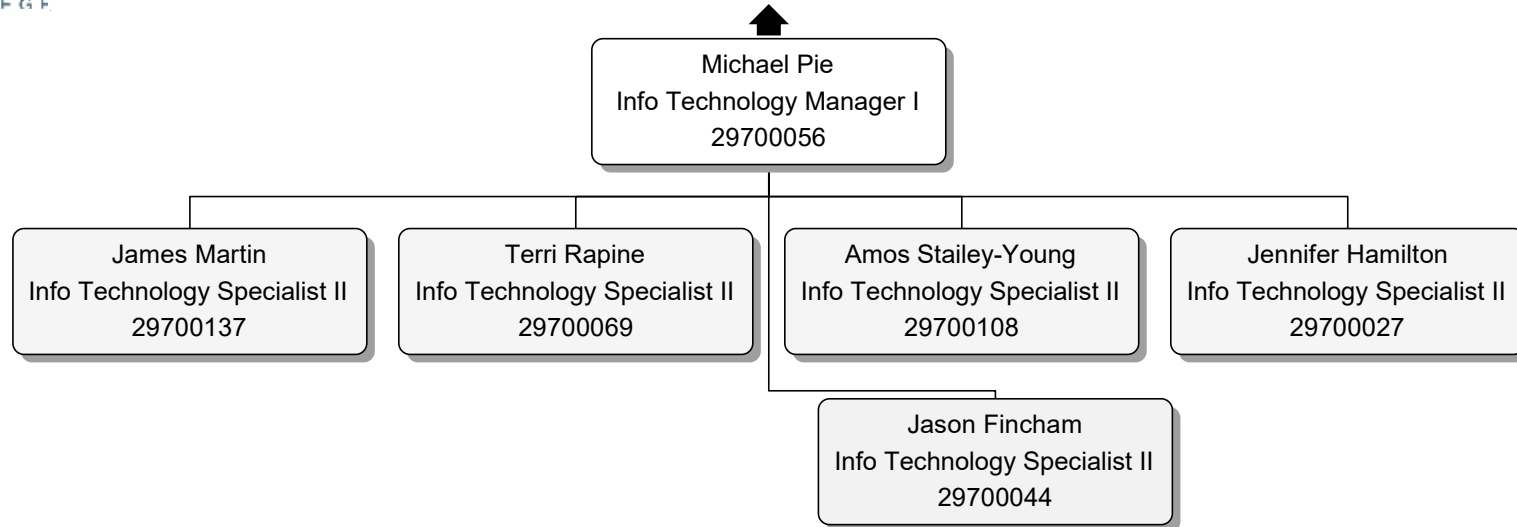 Michael Pie
Info Technology Manager I
29700056
James Martin
Info Technology Specialist II
29700137
Terri Rapine
Info Technology Specialist II
29700069
Amos Stailey-Young
Info Technology Specialist II
29700108
Jennifer Hamilton
Info Technology Specialist II
29700027
Jason Fincham
Info Technology Specialist II
29700044